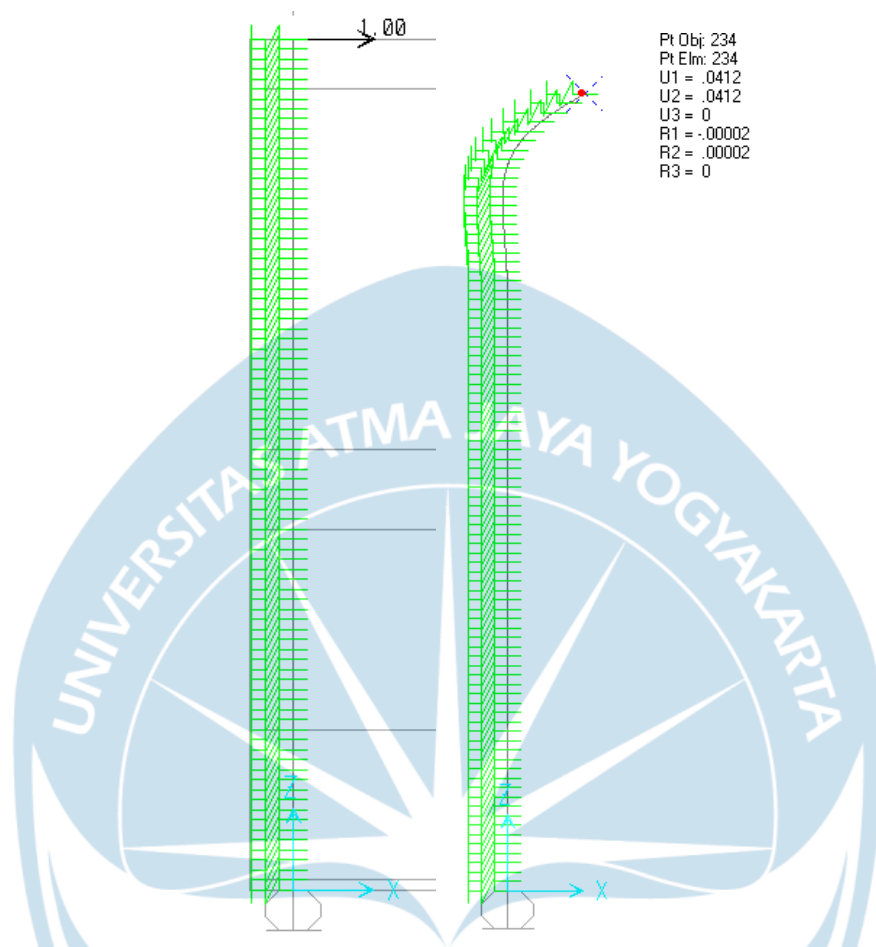 1.00
Pt Obj: 234
Pt Elm: 234
U1 = .0412
U2 = .0412
U3 = 0
R1 = -.00002
R2 = .00002
R3 = 0
UNIVERSITAS ATMA JAYA YOGYAKARTA
Z
Z
X
X